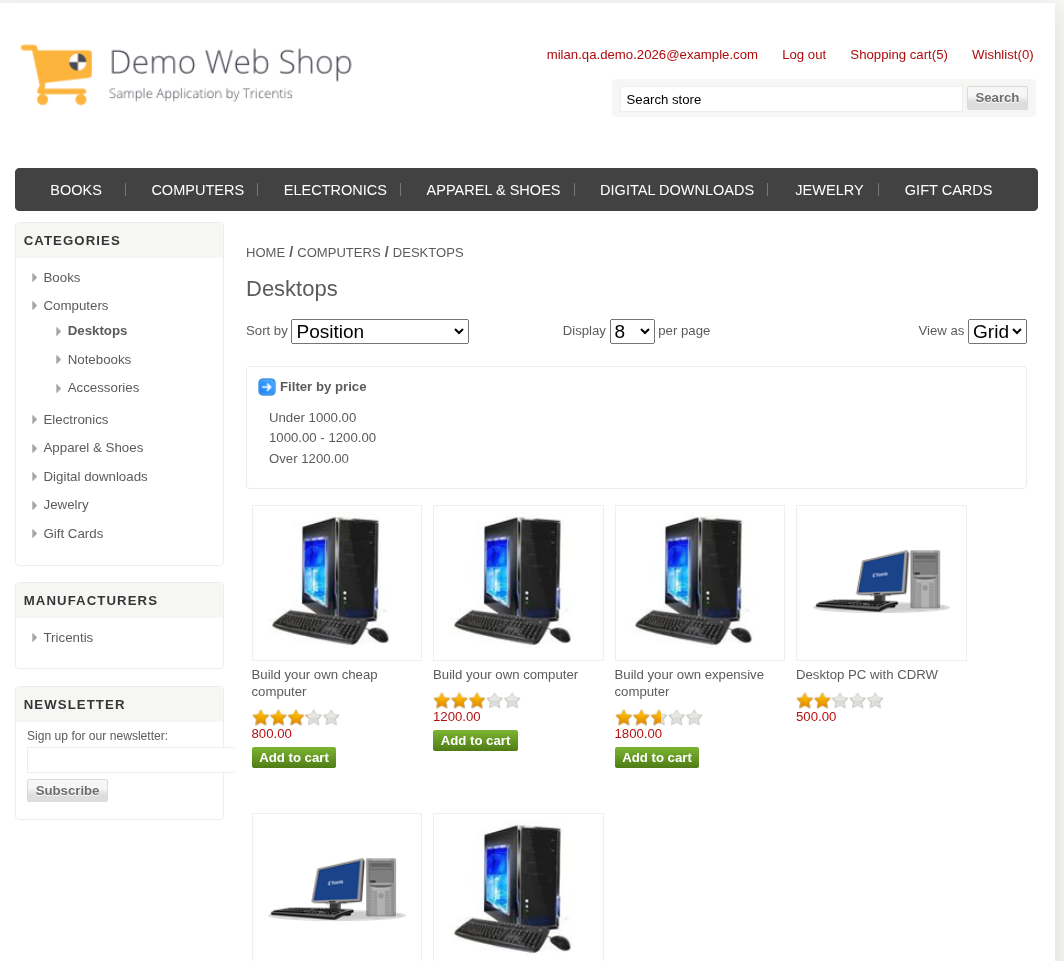 Demo Web Shop
Sample Application by Tricentis
milan.qa.demo.2026@example.com Log out Shopping cart(5) Wishlist(0)
Search store Search
BOOKS COMPUTERS ELECTRONICS APPAREL & SHOES DIGITAL DOWNLOADS JEWELRY GIFT CARDS
CATEGORIES
Books
Computers
Desktops
Notebooks
Accessories
Electronics
Apparel & Shoes
Digital downloads
Jewelry
Gift Cards
MANUFACTURERS
Tricentis
NEWSLETTER
Sign up for our newsletter:
Subscribe
HOME / COMPUTERS / DESKTOPS
Desktops
Sort by Position Display 8 per page View as Grid
Filter by price
Under 1000.00
1000.00 - 1200.00
Over 1200.00
Build your own cheap
computer
800.00
Add to cart
Build your own computer
1200.00
Add to cart
Build your own expensive
computer
1800.00
Add to cart
Desktop PC with CDRW
500.00